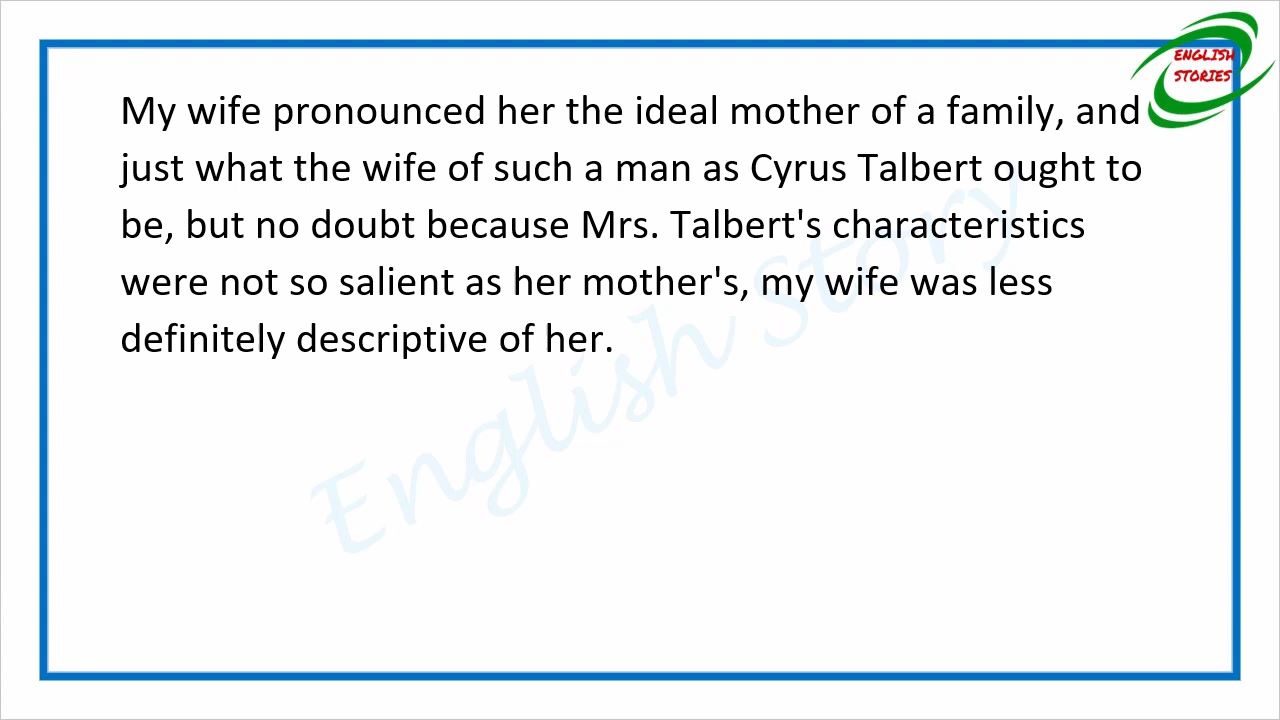 ENGLISH
STORIES
My wife pronounced her the ideal mother of a family, and
just what the wife of such a man as Cyrus Talbert ought to
be, but no doubt because Mrs. Talbert's characteristics
were not so salient as her mother's, my wife was less
definitely descriptive of her.
English Story